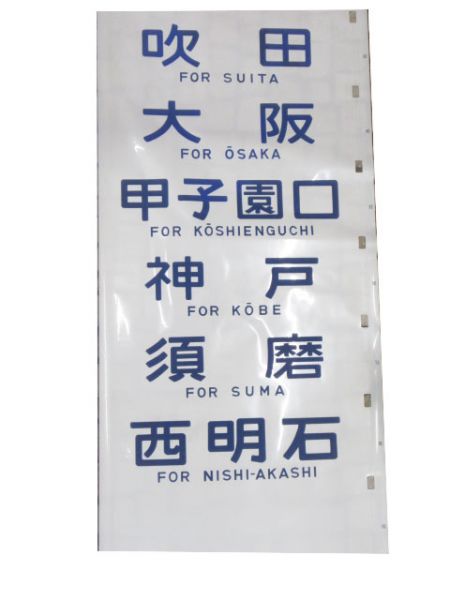 吹田
FOR SUITA
大阪
FOR ŌSAKA
甲子園口
FOR KŌSHIENGUCHI
神戸
FOR KŌBE
須磨
FOR SUMA
西明石
FOR NISHI-AKASHI